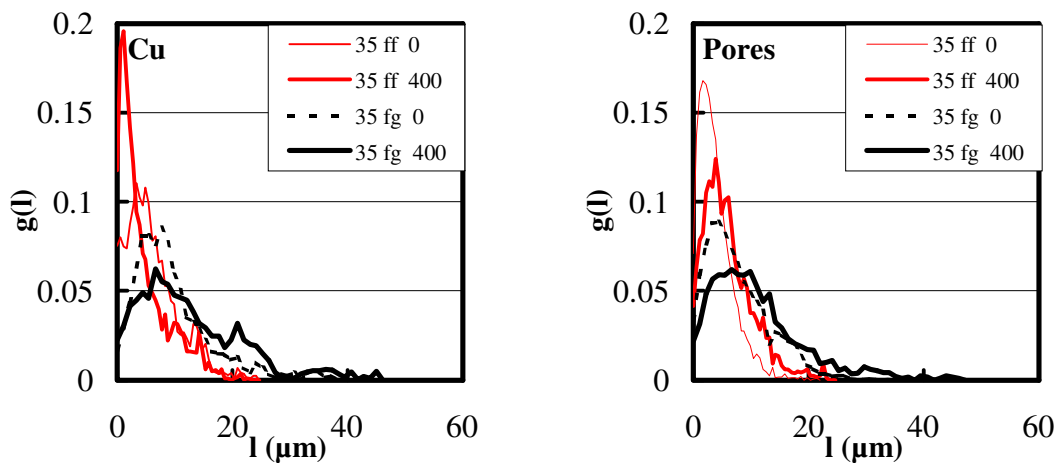 Cu
35 ff 0
35 ff 400
35 fg 0
35 fg 400
0.2
0.15
0.1
0.05
0
g(l)
0 20 40 60
l (µm)
Pores
35 ff 0
35 ff 400
35 fg 0
35 fg 400
0.2
0.15
0.1
0.05
0
g(l)
0 20 40 60
l (µm)